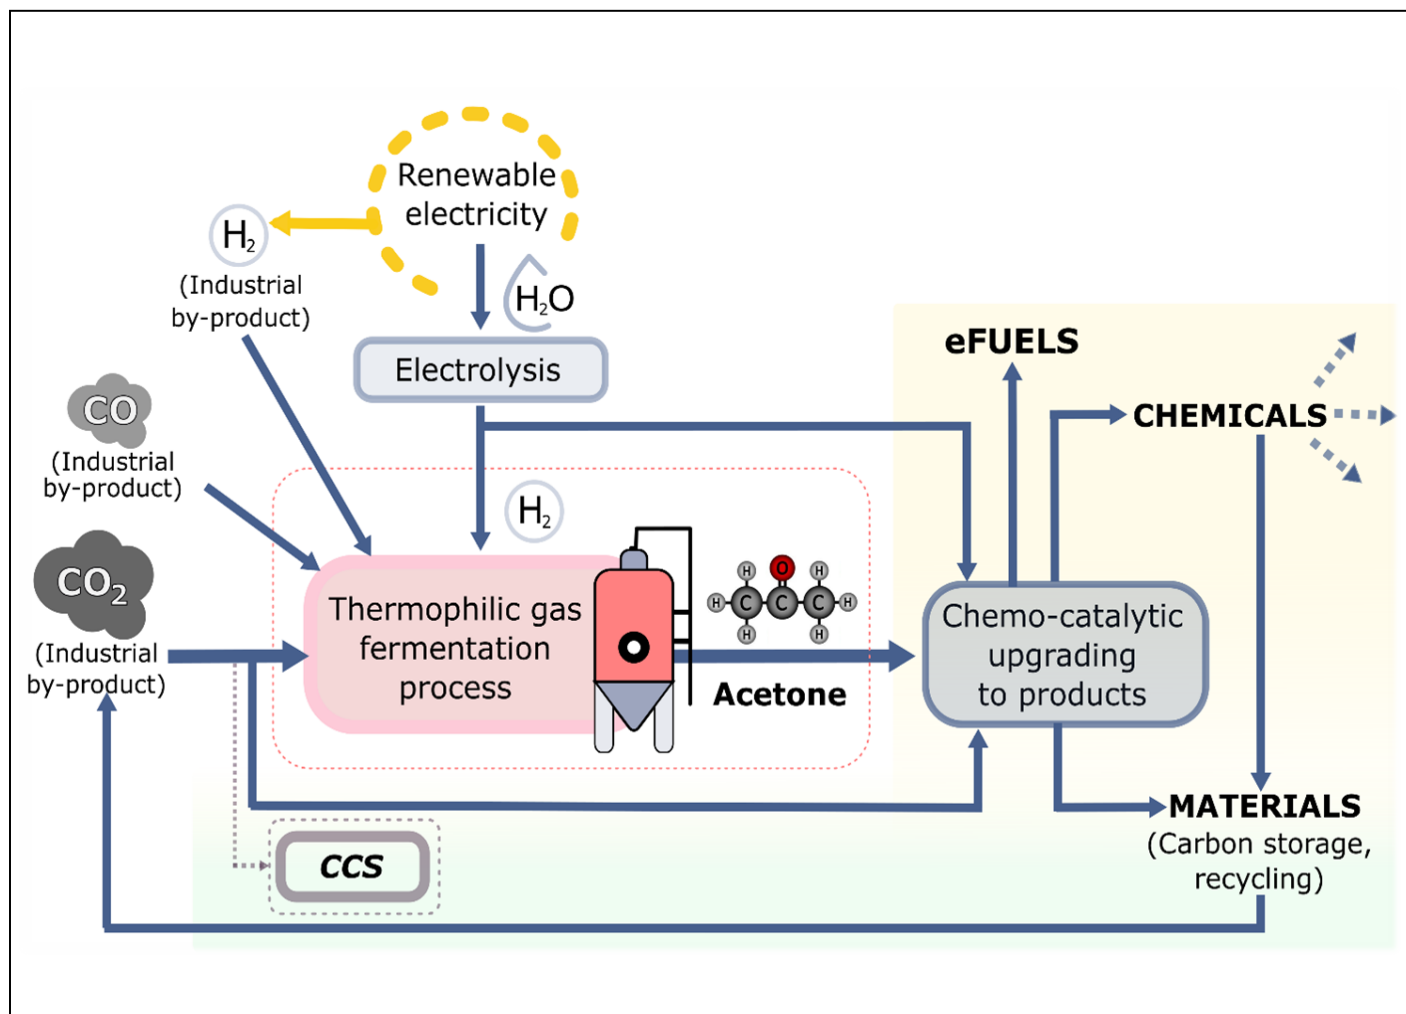 Renewable
electricity
H₂
(Industrial
by-product)
H₂O
Electrolysis
eFUELS
CHEMICALS
CO
(Industrial
by-product)
H₂
CO₂
(Industrial
by-product)
Thermophilic gas
fermentation
process
H O H
H C C C H
H H
Acetone
Chemo-catalytic
upgrading
to products
MATERIALS
(Carbon storage,
recycling)
CCS